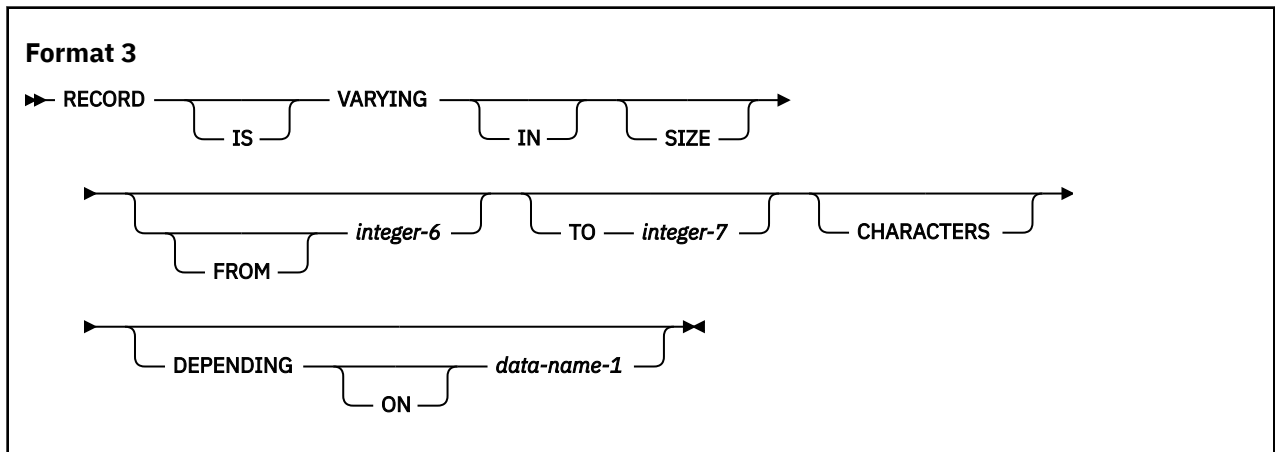 Format 3
RECORD VARYING
IS IN SIZE
integer-6 TO integer-7 CHARACTERS
FROM
DEPENDING data-name-1
ON